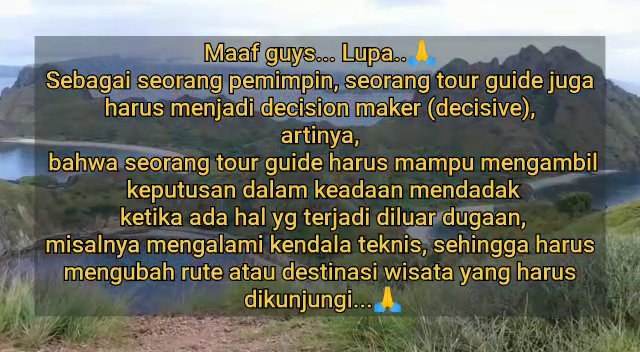 Maaf guys... Lupa..🙏
Sebagai seorang pemimpin, seorang tour guide juga
harus menjadi decision maker (decisive),
artinya,
bahwa seorang tour guide harus mampu mengambil
keputusan dalam keadaan mendadak
ketika ada hal yg terjadi diluar dugaan,
misalnya mengalami kendala teknis, sehingga harus
mengubah rute atau destinasi wisata yang harus
dikunjungi...🙏